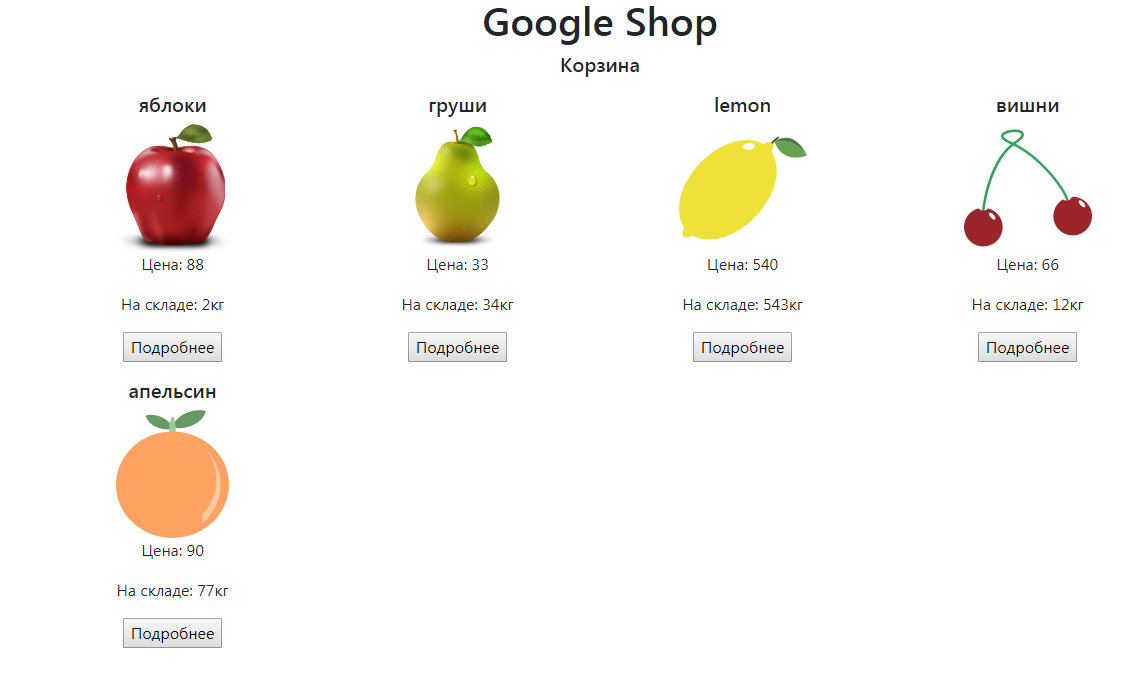 Google Shop
Корзина
яблоки
Цена: 88
На складе: 2кг
Подробнее
груши
Цена: 33
На складе: 34кг
Подробнее
lemon
Цена: 540
На складе: 543кг
Подробнее
вишни
Цена: 66
На складе: 12кг
Подробнее
апельсин
Цена: 90
На складе: 77кг
Подробнее